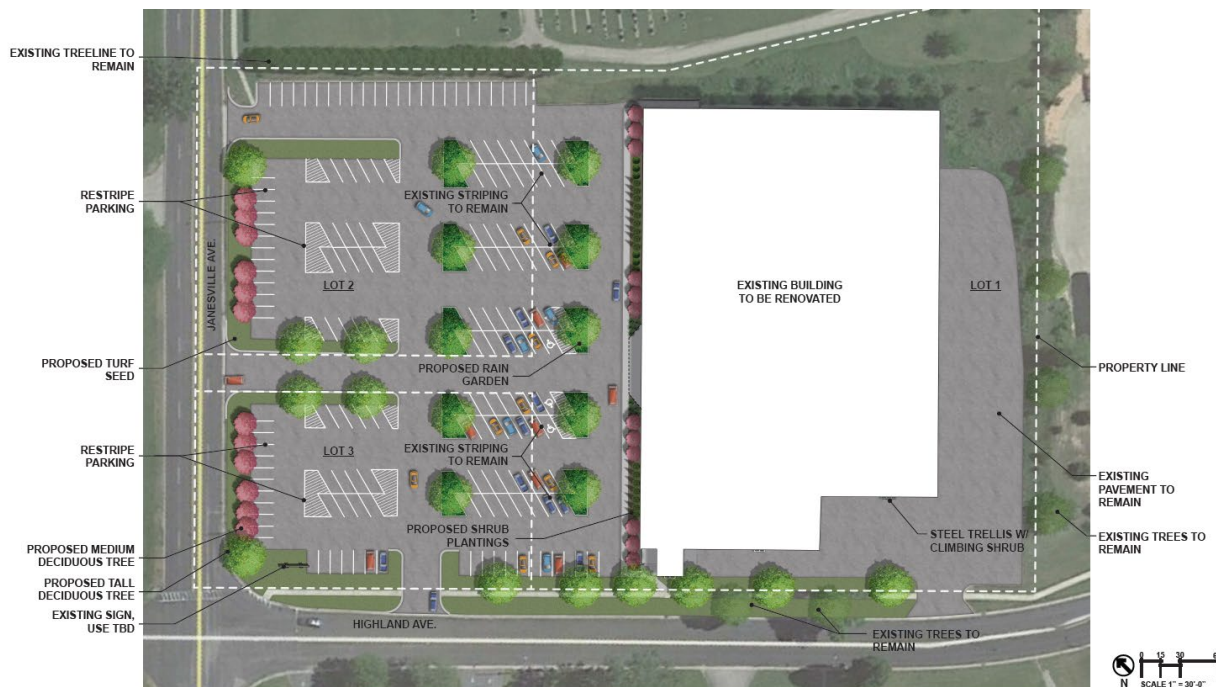 EXISTING TREELINE TO
REMAIN
RESTRIPE
PARKING
EXISTING STRIPING
TO REMAIN
JANESVILLE AVE.
LOT 2
EXISTING BUILDING
TO BE RENOVATED
LOT 1
PROPOSED TURF
SEED
PROPOSED RAIN
GARDEN
PROPERTY LINE
RESTRIPE
PARKING
LOT 3
EXISTING STRIPING
TO REMAIN
EXISTING
PAVEMENT TO
REMAIN
PROPOSED SHRUB
PLANTINGS
STEEL TRELLIS W/
CLIMBING SHRUB
EXISTING TREES TO
REMAIN
PROPOSED MEDIUM
DECIDUOUS TREE
PROPOSED TALL
DECIDUOUS TREE
EXISTING SIGN,
USE TBD
HIGHLAND AVE.
EXISTING TREES TO
REMAIN
0 15 30 6
N
SCALE 1" = 30'-0"